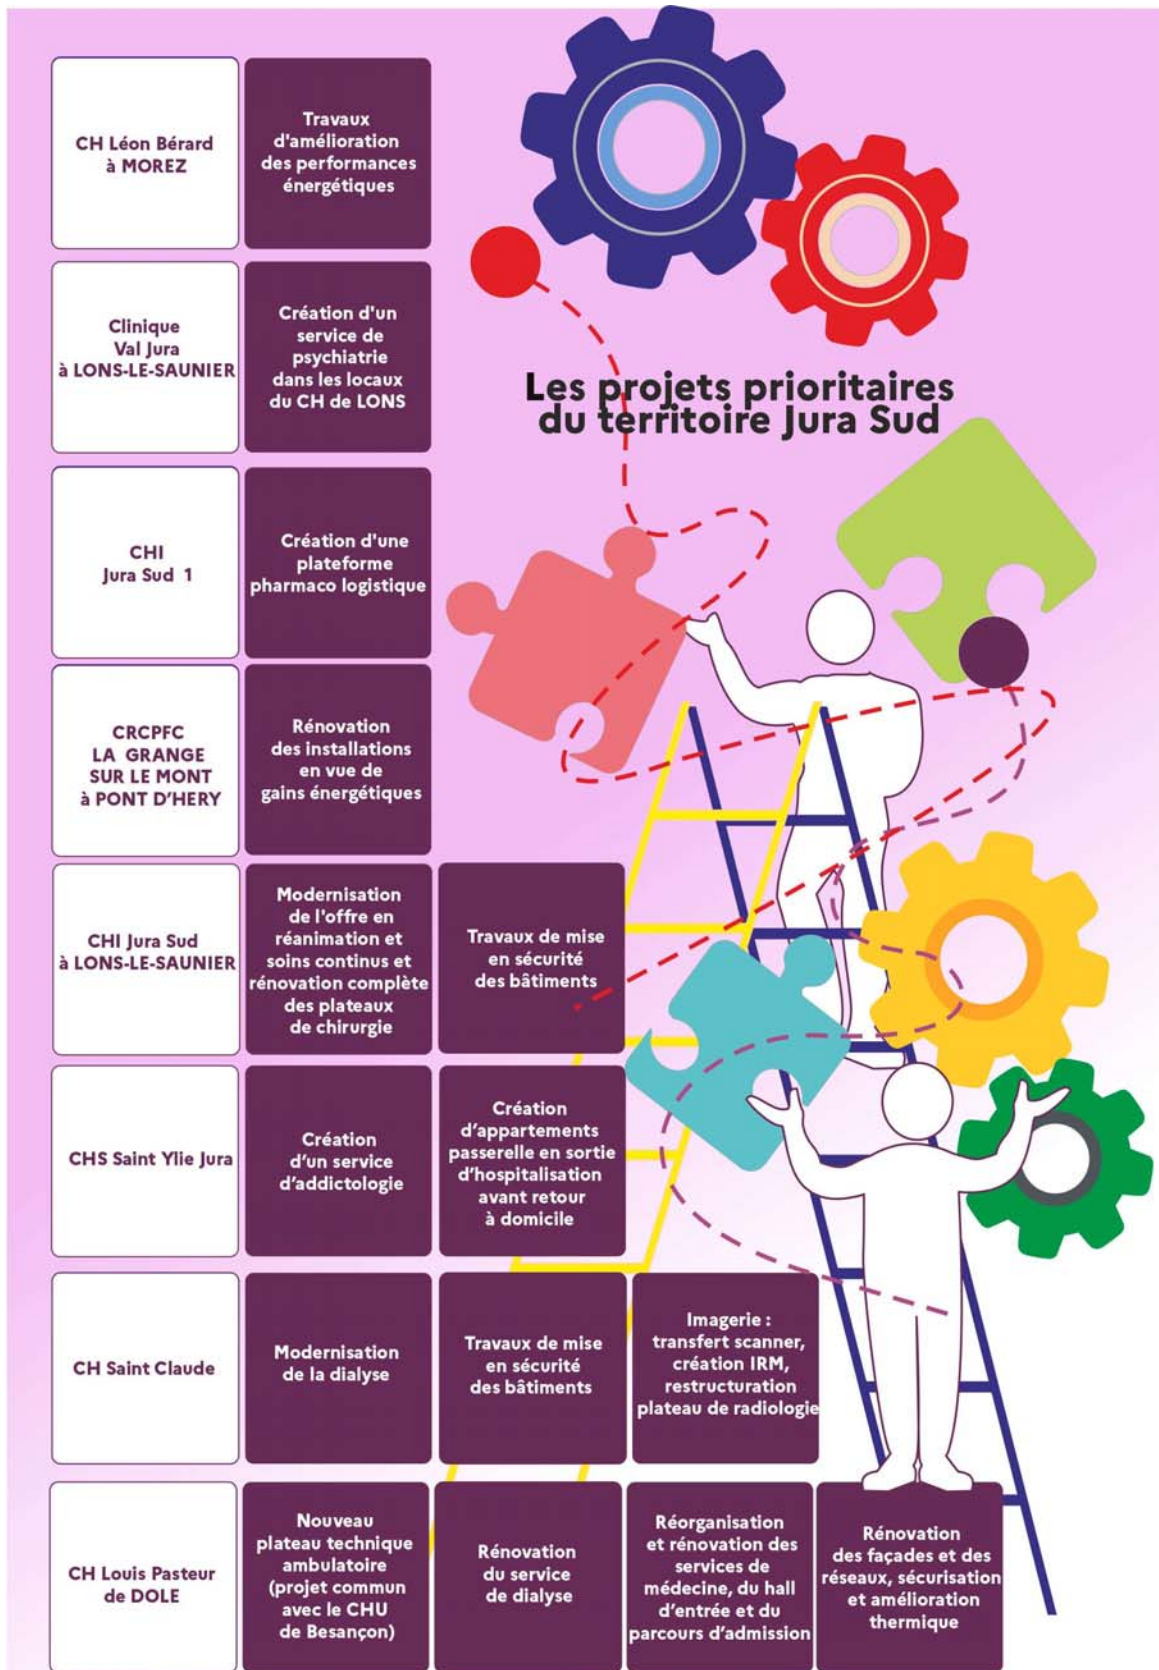 Les projets prioritaires
du territoire Jura Sud
CH Léon Bérard
à MOREZ
Travaux
d'amélioration
des performances
énergétiques
Clinique
Val Jura
à LONS-LE-SAUNIER
Création d'un
service de
psychiatrie
dans les locaux
du CH de LONS
CHI
Jura Sud 1
Création d'une
plateforme
pharmaco logistique
CRCPFC
LA GRANGE
SUR LE MONT
à PONT D'HERY
Rénovation
des installations
en vue de
gains énergétiques
CHI Jura Sud
à LONS-LE-SAUNIER
Modernisation
de l'offre en
réanimation et
soins continus et
rénovation complète
des plateaux
de chirurgie
Travaux de mise
en sécurité
des bâtiments
CHS Saint Ylie Jura
Création
d'un service
d'addictologie
Création
d'appartements
passerelle en sortie
d'hospitalisation
avant retour
à domicile
CH Saint Claude
Modernisation
de la dialyse
Travaux de mise
en sécurité
des bâtiments
Imagerie :
transfert scanner,
création IRM,
restructuration
plateau de radiologie
CH Louis Pasteur
de DOLE
Nouveau
plateau technique
ambulatoire
(projet commun
avec le CHU
de Besançon)
Rénovation
du service
de dialyse
Réorganisation
et rénovation des
services de
médecine, du hall
d'entrée et du
parcours d'admission
Rénovation
des façades et des
réseaux, sécurisation
et amélioration
thermique